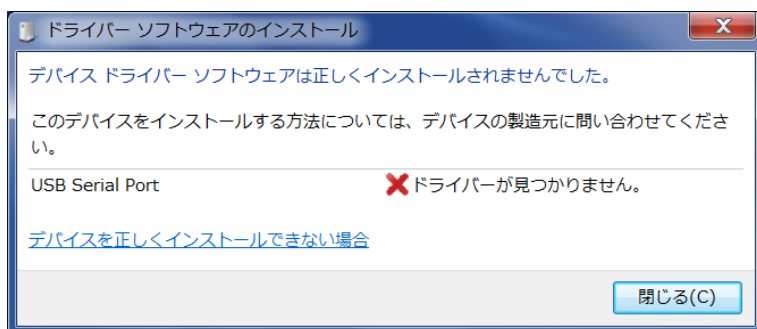 ドライバー ソフトウェアのインストール
デバイス ドライバー ソフトウェアは正しくインストールされませんでした。
このデバイスをインストールする方法については、デバイスの製造元に問い合わせてくださ
い。
USB Serial Port ドライバーが見つかりません。
デバイスを正しくインストールできない場合
閉じる(C)